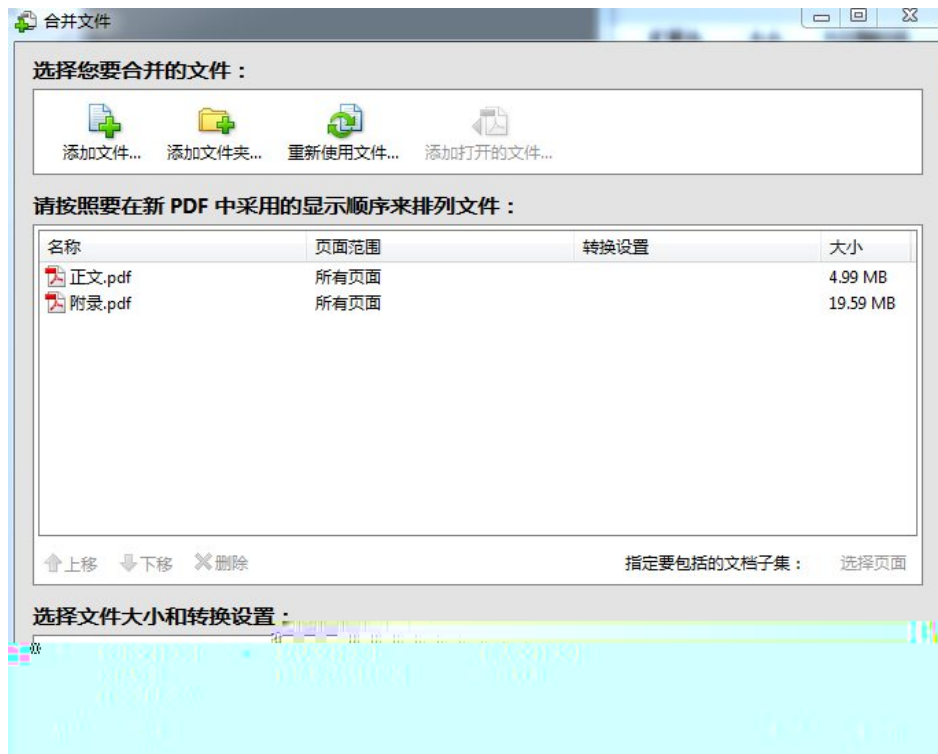 合并文件
选择您要合并的文件：
添加文件... 添加文件夹... 重新使用文件... 添加打开的文件...
请按照要在新 PDF 中采用的显示顺序来排列文件：
名称 页面范围 转换设置 大小
正文.pdf 所有页面 4.99 MB
附录.pdf 所有页面 19.59 MB
上移 下移 删除 指定要包括的文档子集： 选择页面
选择文件大小和转换设置：